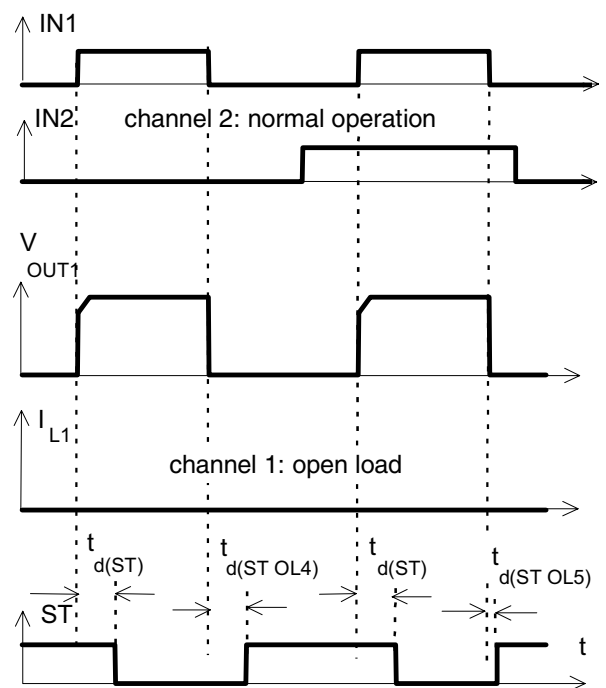 IN1
IN2
channel 2: normal operation
V
OUT1
I
L1
channel 1: open load
t
d(ST)
t
d(ST OL4)
t
d(ST)
t
d(ST OL5)
ST
t